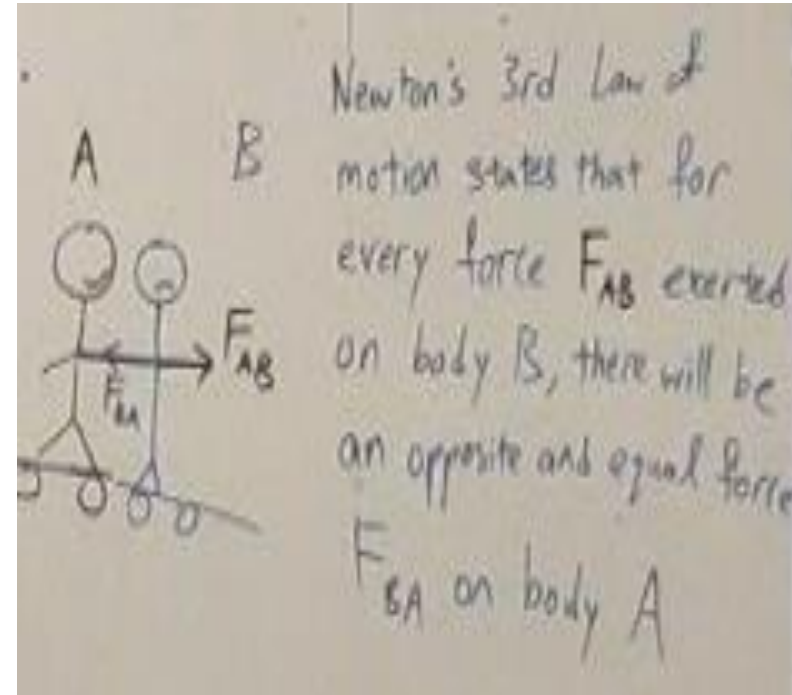 A B
Newton's 3rd Law of
motion states that for
every force F_AB exerted
on body B, there will be
an opposite and equal force
F_BA on body A
F_AB
F_BA